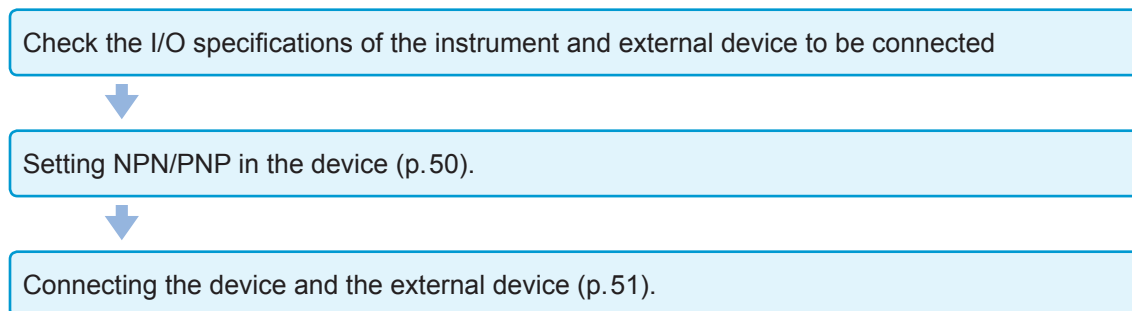 Check the I/O specifications of the instrument and external device to be connected
Setting NPN/PNP in the device (p.50).
Connecting the device and the external device (p.51).